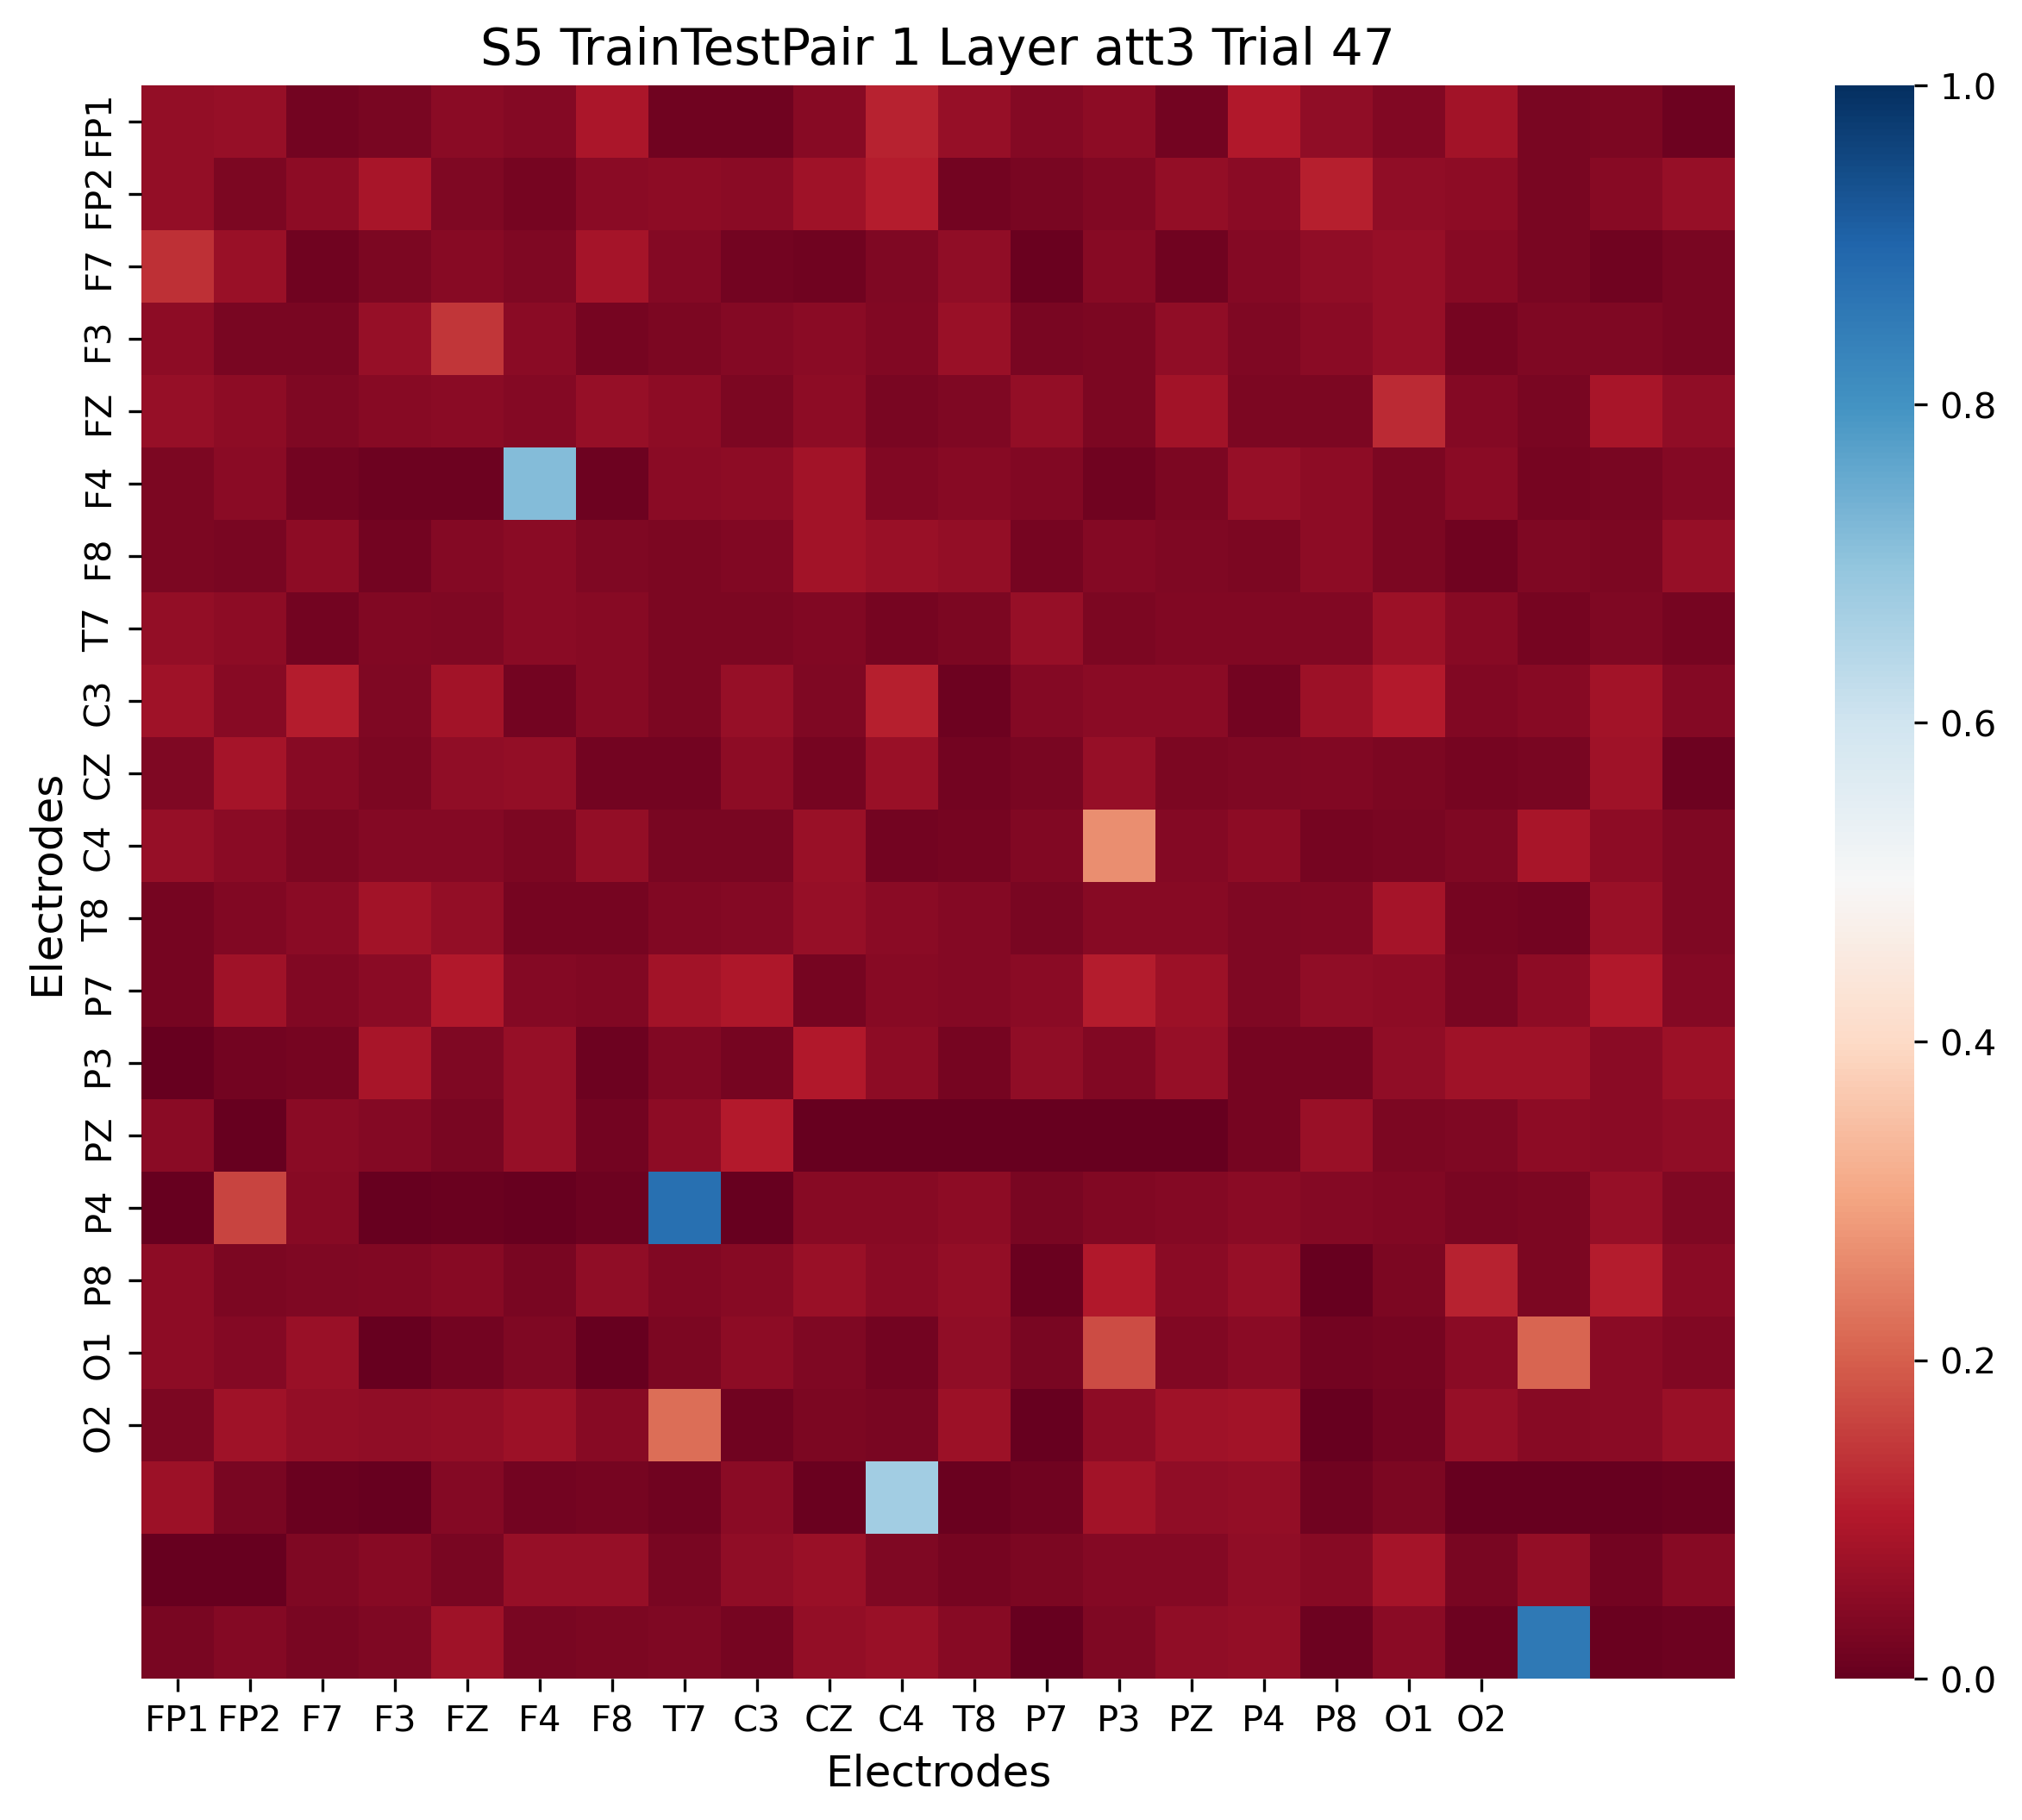 S5 TrainTestPair 1 Layer att3 Trial 47
Electrodes
FP1
FP2
F7
F3
FZ
F4
F8
T7
C3
CZ
C4
T8
P7
P3
PZ
P4
P8
O1
O2
FP1 FP2 F7 F3 FZ F4 F8 T7 C3 CZ C4 T8 P7 P3 PZ P4 P8 O1 O2
Electrodes
1.0
0.8
0.6
0.4
0.2
0.0